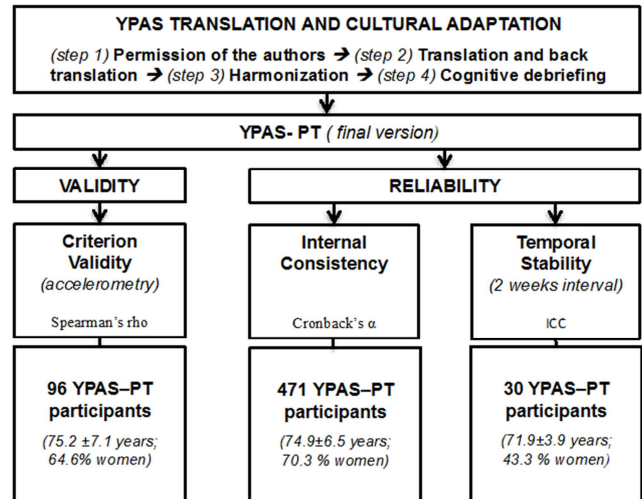 YPAS TRANSLATION AND CULTURAL ADAPTATION
(step 1) Permission of the authors ➔ (step 2) Translation and back
translation ➔ (step 3) Harmonization ➔ (step 4) Cognitive debriefing
YPAS- PT ( final version)
VALIDITY
RELIABILITY
Criterion
Validity
(accelerometry)
Spearman's rho
Internal
Consistency
Cronback's α
Temporal
Stability
(2 weeks interval)
ICC
96 YPAS–PT
participants
(75.2 ±7.1 years;
64.6% women)
471 YPAS–PT
participants
(74.9±6.5 years;
70.3 % women)
30 YPAS–PT
participants
(71.9±3.9 years;
43.3 % women)